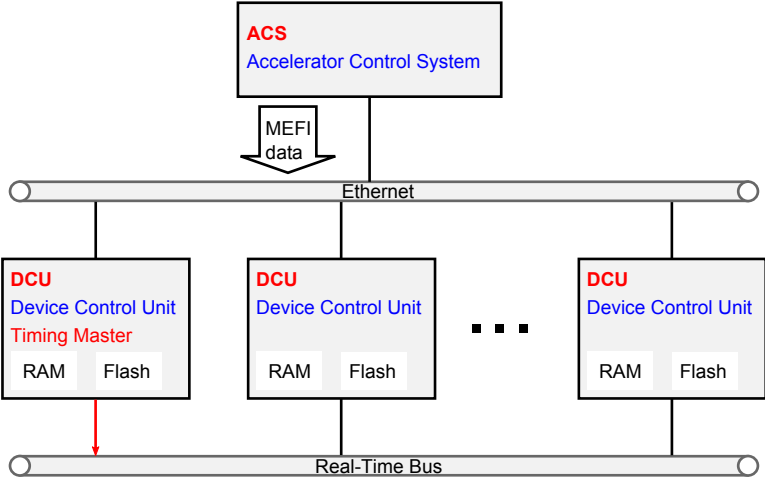 ACS
Accelerator Control System
MEFI
data
Ethernet
DCU
Device Control Unit
Timing Master
RAM
Flash
DCU
Device Control Unit
RAM
Flash
DCU
Device Control Unit
RAM
Flash
Real-Time Bus